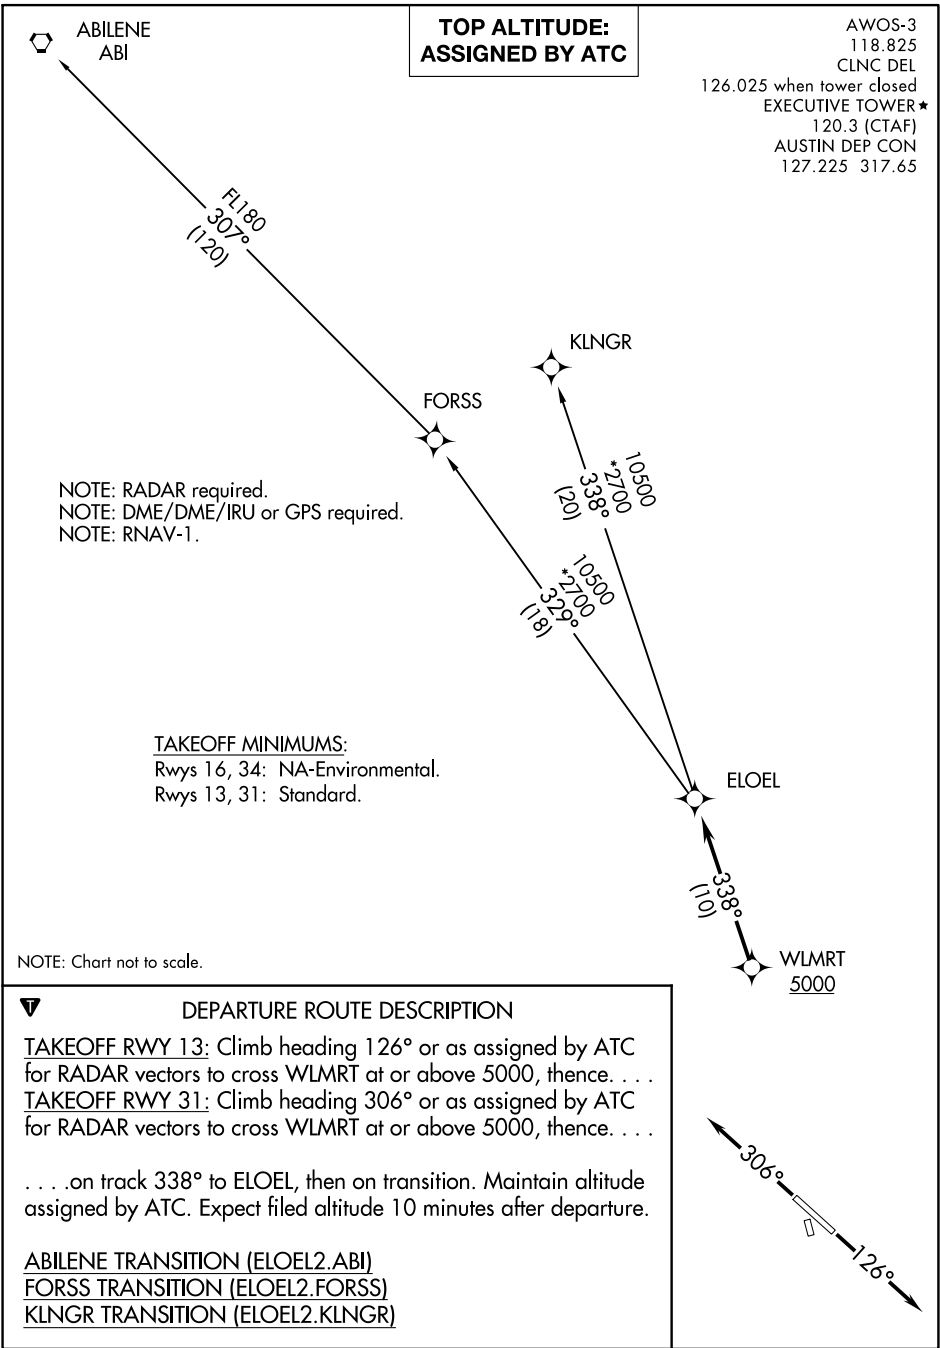 TOP ALTITUDE:
ASSIGNED BY ATC
AWOS-3
118.825
CLNC DEL
126.025 when tower closed
EXECUTIVE TOWER★
120.3 (CTAF)
AUSTIN DEP CON
127.225 317.65
ABILENE
ABI
FL180
307°
(120)
KLNGR
FORSS
10500
*2700
338°
(20)
NOTE: RADAR required.
NOTE: DME/DME/IRU or GPS required.
NOTE: RNAV-1.
10500
*2700
329°
(18)
TAKEOFF MINIMUMS:
Rwys 16, 34: NA-Environmental.
Rwys 13, 31: Standard.
ELOEL
338°
(10)
WLMRT
5000
NOTE: Chart not to scale.
T
DEPARTURE ROUTE DESCRIPTION
TAKEOFF RWY 13: Climb heading 126° or as assigned by ATC
for RADAR vectors to cross WLMRT at or above 5000, thence. . . .
TAKEOFF RWY 31: Climb heading 306° or as assigned by ATC
for RADAR vectors to cross WLMRT at or above 5000, thence. . . .
. . . .on track 338° to ELOEL, then on transition. Maintain altitude
assigned by ATC. Expect filed altitude 10 minutes after departure.
ABILENE TRANSITION (ELOEL2.ABI)
FORSS TRANSITION (ELOEL2.FORSS)
KLNGR TRANSITION (ELOEL2.KLNGR)
306°
126°